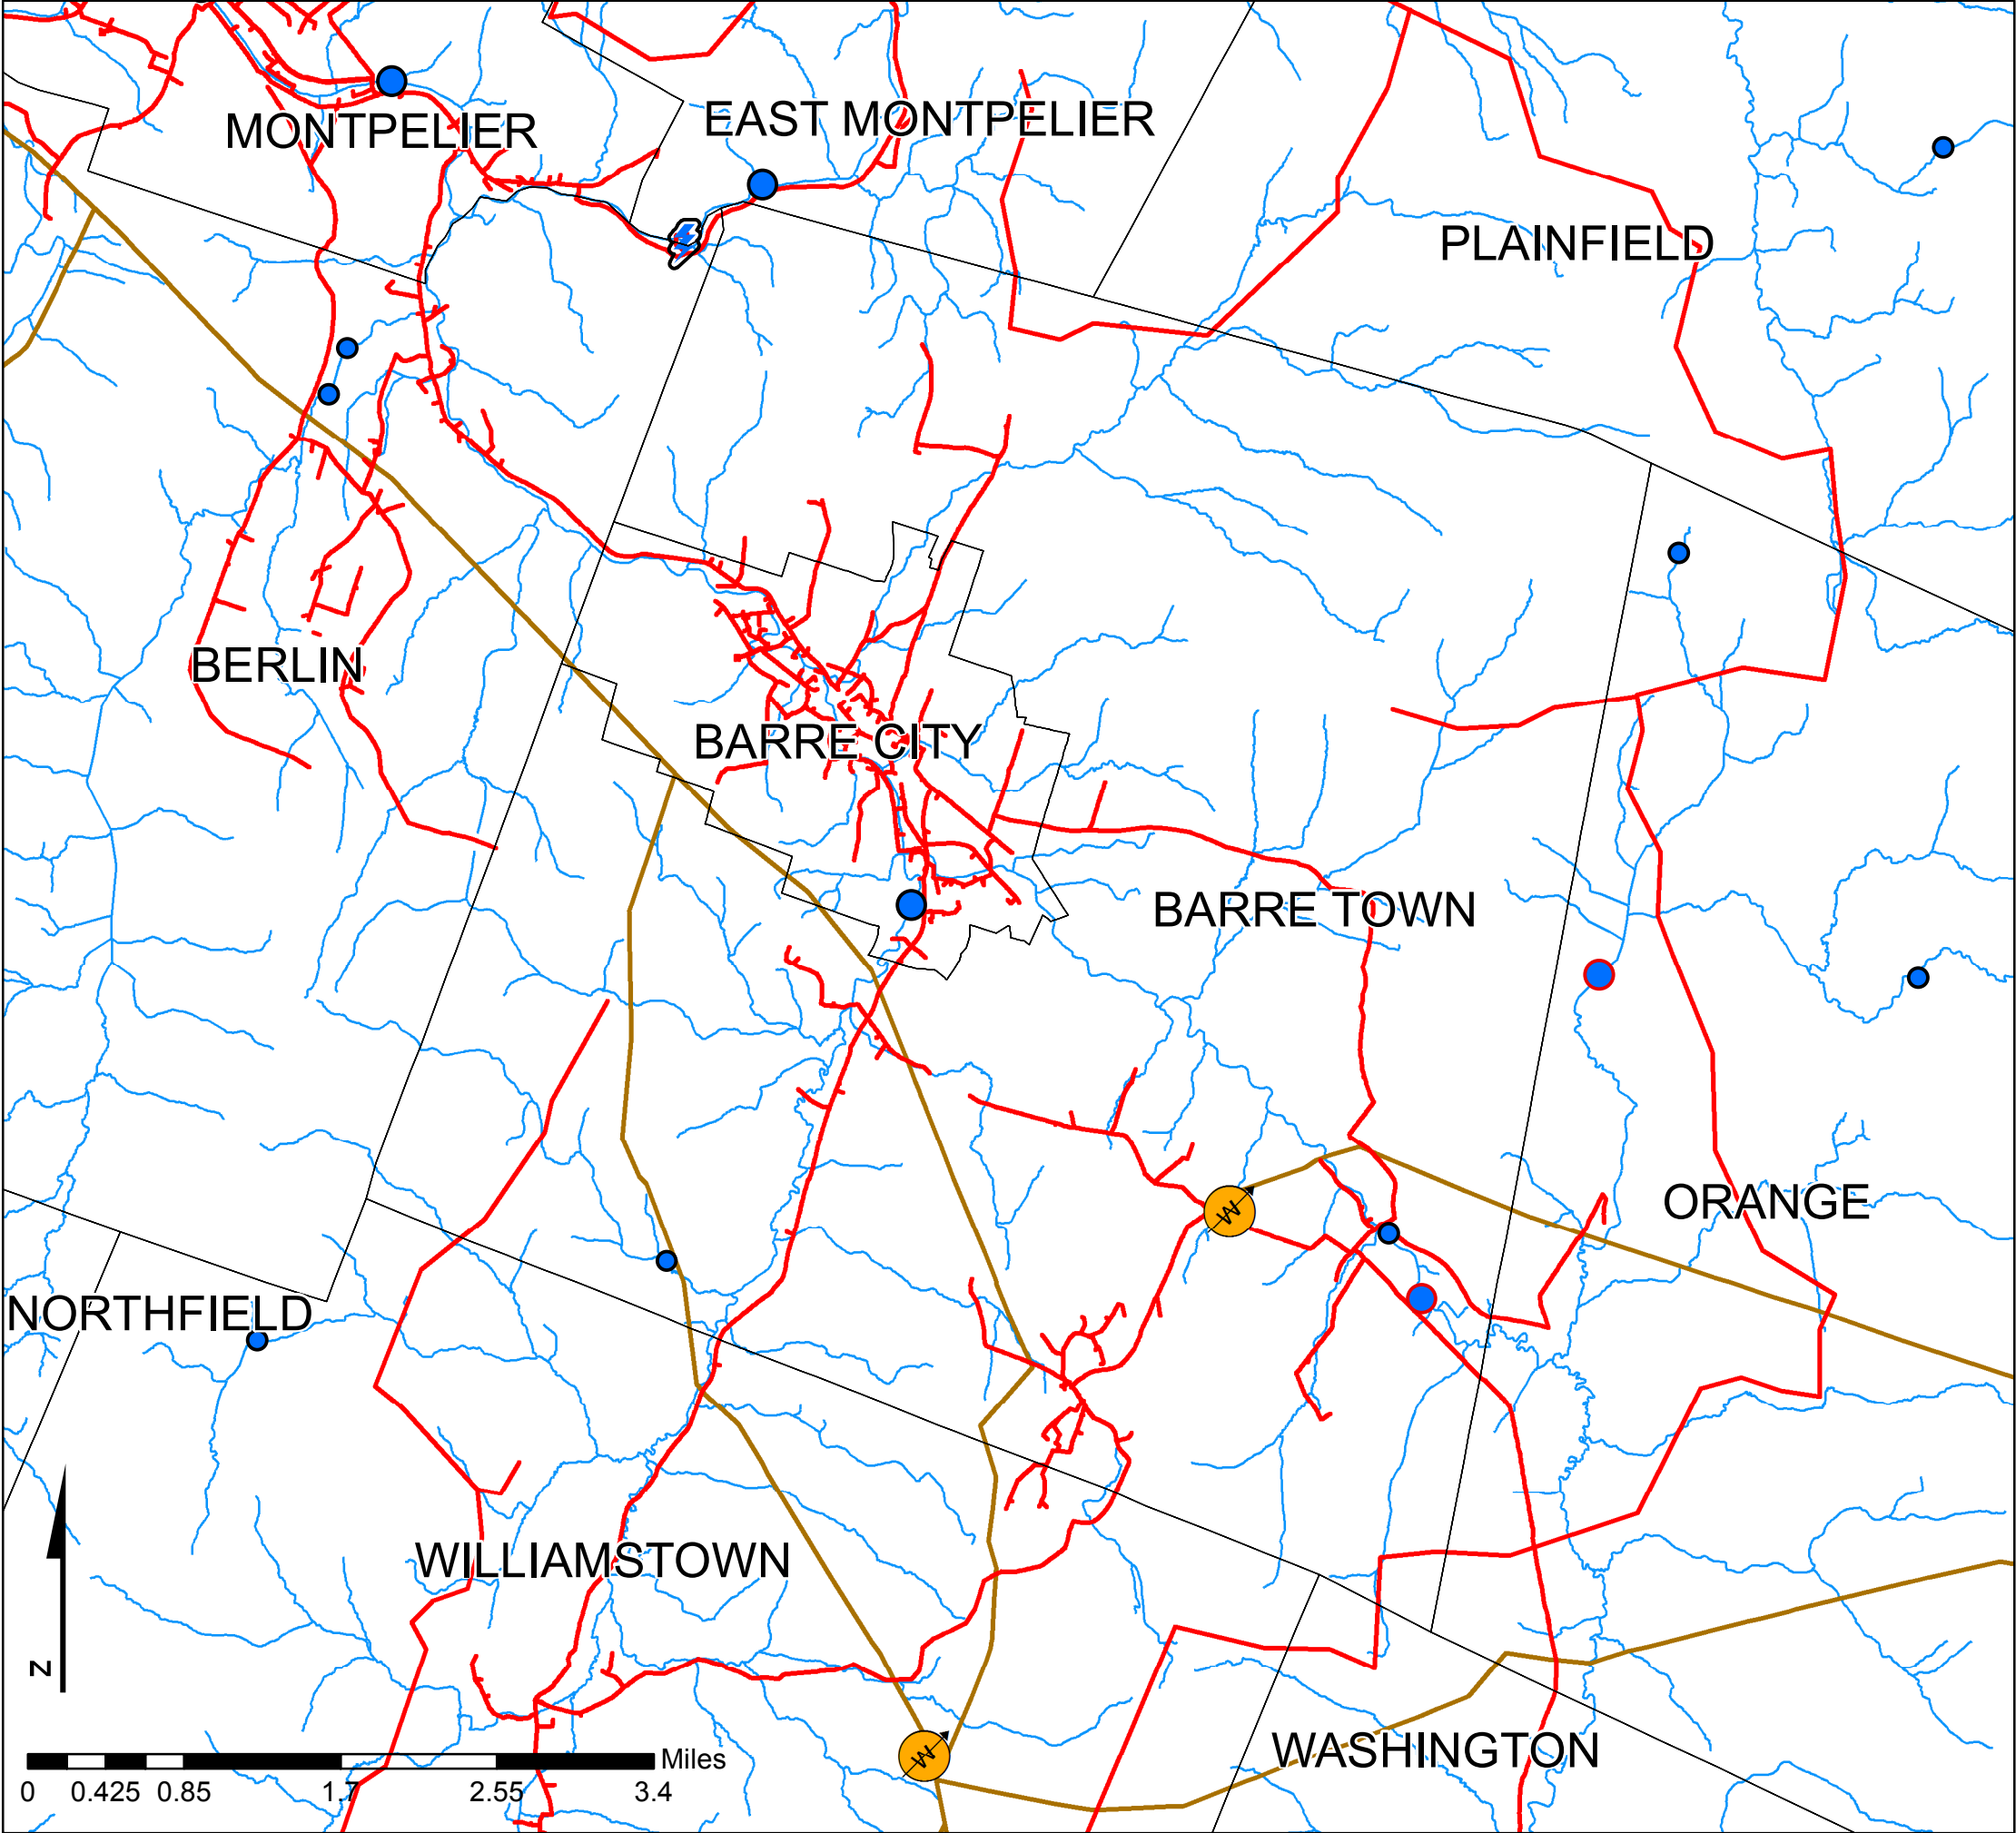 EAST MONTPELIER
MONTPELIER
PLAINFIELD
BERLIN
BARRE CITY
BARRE TOWN
ORANGE
NORTHFIELD
WILLIAMSTOWN
WASHINGTON
W
W
N
Miles
0 0.425 0.85 1.7 2.55 3.4